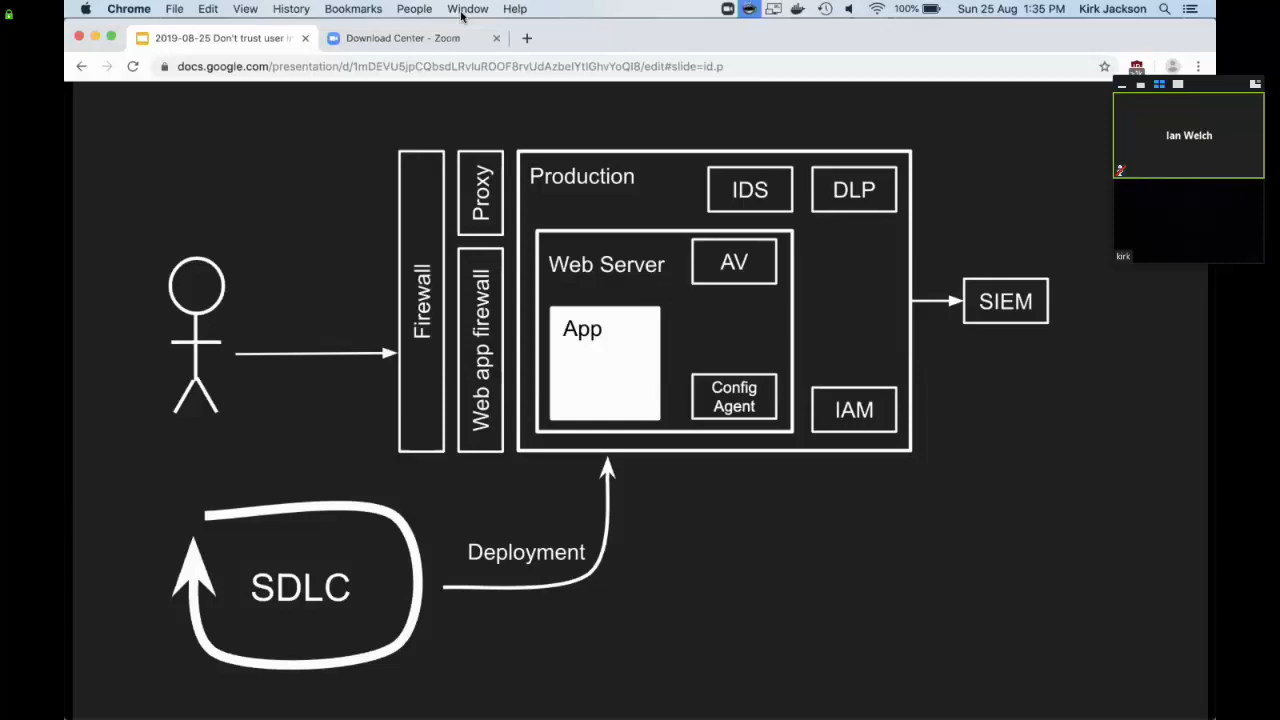 Chrome File Edit View History Bookmarks People Window Help 100% Sun 25 Aug 1:35 PM Kirk Jackson
2019-08-25 Don't trust user Download Center - Zoom
docs.google.com/presentation/d/1mDEVU5jpCQbsdLRvluRDOF8rvUdAzbeIYtlGhvYoQI8/edit#slide=id.p
Ian Welch
kirk
Firewall
Proxy
Web app firewall
Production
IDS
DLP
Web Server
AV
App
Config
Agent
IAM
SIEM
Deployment
SDLC